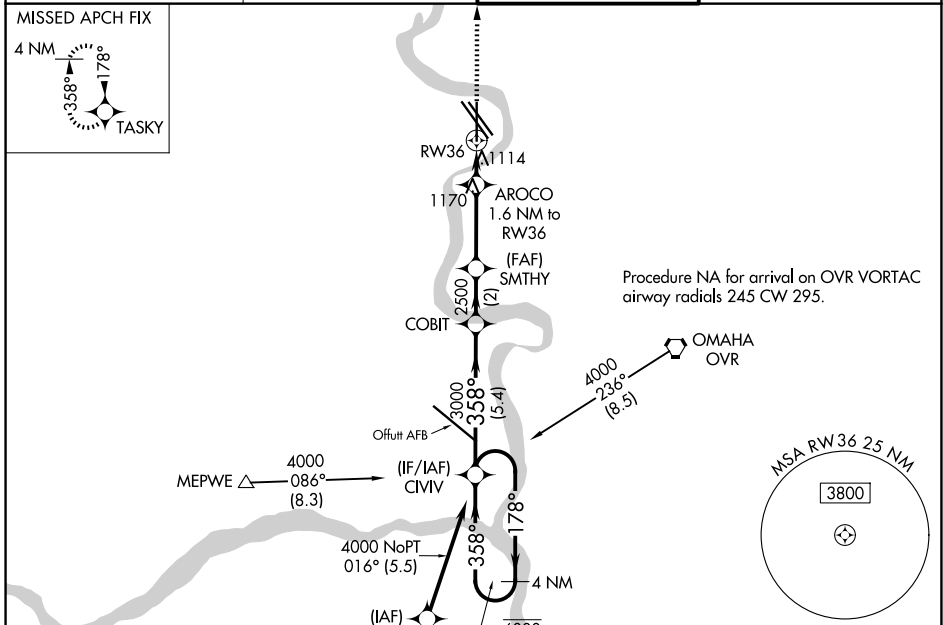 MISSED APCH FIX
4 NM
358°
178°
TASKY
RW36
1114
1170
AROCO
1.6 NM to
RW36
(FAF)
SMTHY
2500
(2)
COBIT
Procedure NA for arrival on OVR VORTAC
airway radials 245 CW 295.
OMAHA
OVR
4000
236°
(8.5)
3000
358°
(5.4)
Offutt AFB
(IF/IAF)
CIVIV
MEPWE
4000
086°
(8.3)
MSA RW36 25 NM
3800
178°
358°
4000 NoPT
016° (5.5)
4 NM
(IAF)